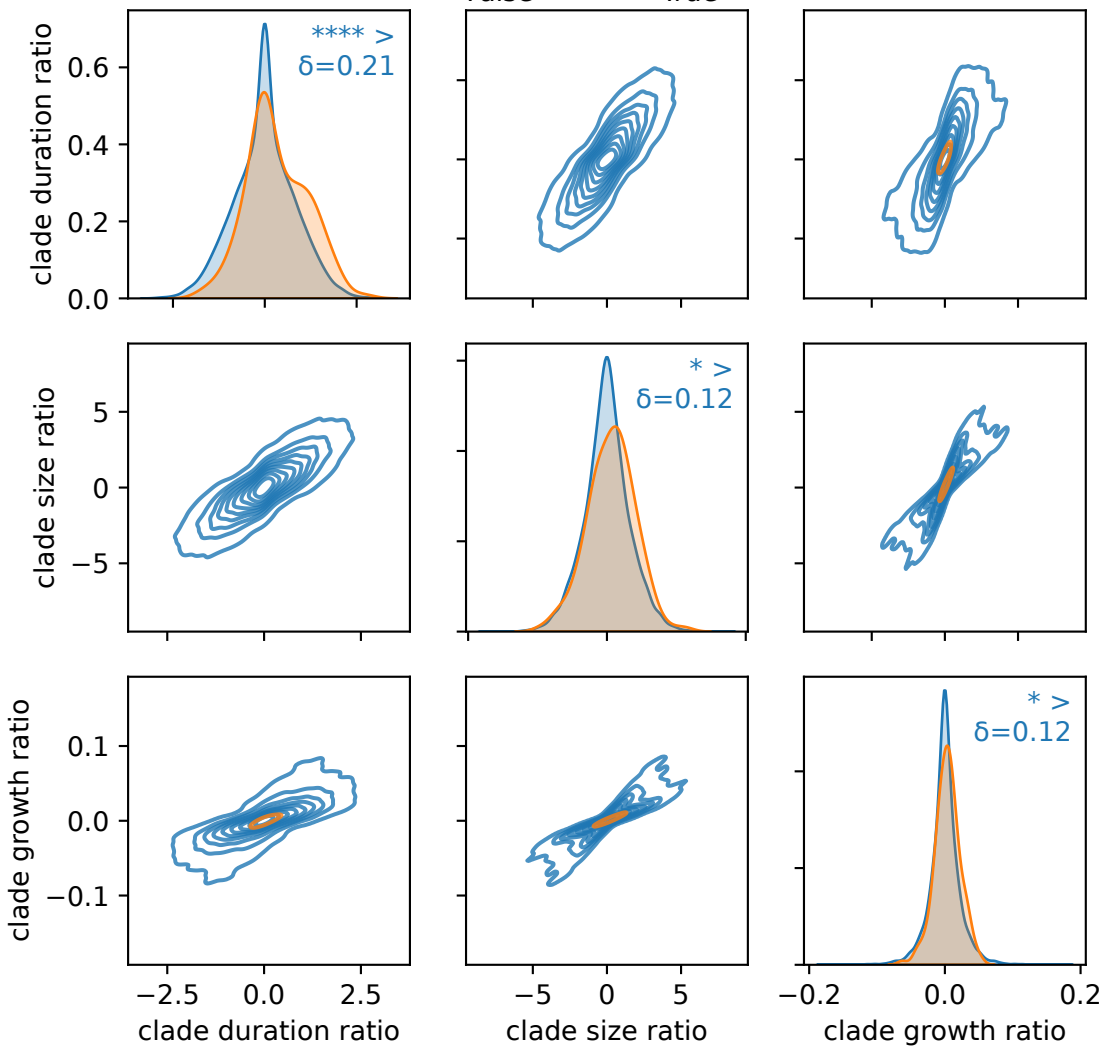 clade duration ratio
0.6
0.4
0.2
0.0
**** >
δ=0.21
clade size ratio
5
0
−5
* >
δ=0.12
clade growth ratio
0.1
0.0
−0.1
* >
δ=0.12
−2.5 0.0 2.5
−5 0 5
−0.2 0.0 0.2
clade duration ratio
clade size ratio
clade growth ratio